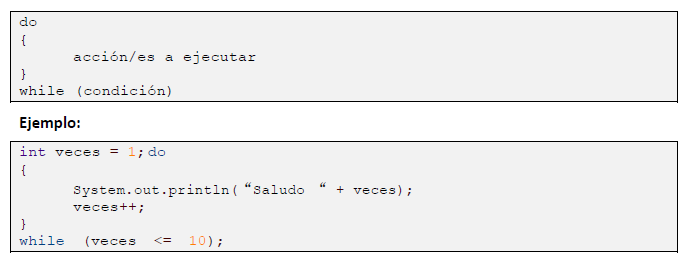 do
{
acción/es a ejecutar
}
while (condición)
Ejemplo:
int veces = 1;do
{
System.out.println(“Saludo “ + veces);
veces++;
}
while (veces <= 10);